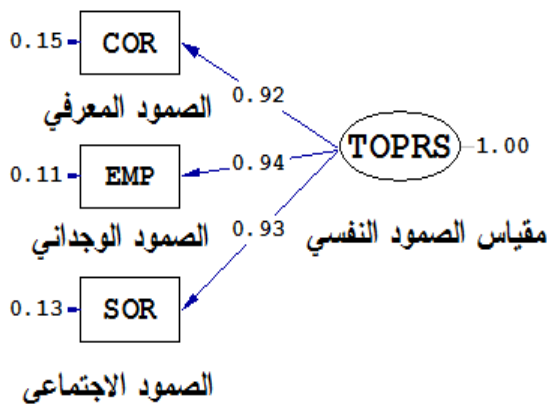 0.15
COR
الصمود المعرفي
0.92
0.11
EMP
الصمود الوجداني
0.94
TOPRS
1.00
مقياس الصمود النفسي
0.93
0.13
SOR
الصمود الاجتماعي